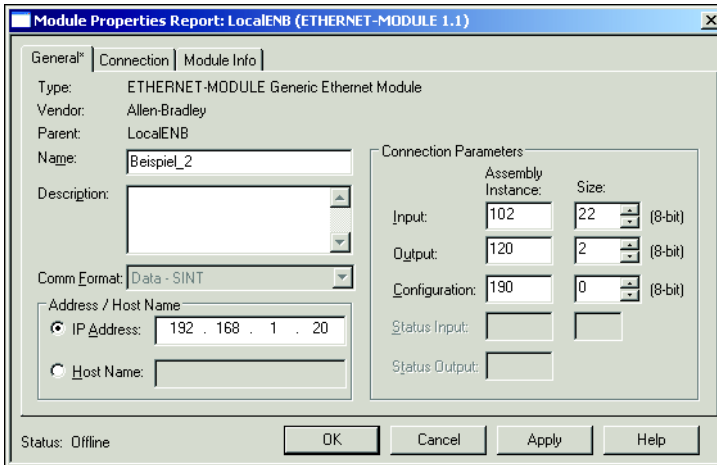 Module Properties Report: LocalENB (ETHERNET-MODULE 1.1)
General* Connection Module Info
Type: ETHERNET-MODULE Generic Ethernet Module
Vendor: Allen-Bradley
Parent: LocalENB
Name: Beispiel_2
Description:
Comm Format: Data - SINT
Address / Host Name
IP Address: 192 . 168 . 1 . 20
Host Name:
Connection Parameters
Assembly Instance: Size:
Input: 102 22 (8-bit)
Output: 120 2 (8-bit)
Configuration: 190 0 (8-bit)
Status Input:
Status Output:
Status: Offline
OK Cancel Apply Help